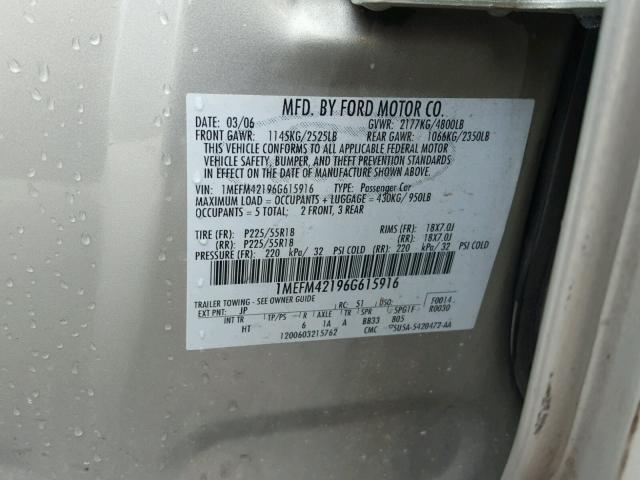 MFD. BY FORD MOTOR CO.
DATE: 03/06 GVWR: 2177KG/4800LB
FRONT GAWR: 1145KG/2525LB REAR GAWR: 1066KG/2350LB
THIS VEHICLE CONFORMS TO ALL APPLICABLE FEDERAL MOTOR
VEHICLE SAFETY, BUMPER, AND THEFT PREVENTION STANDARDS
IN EFFECT ON THE DATE OF MANUFACTURE SHOWN ABOVE.
VIN: 1MEFM42196G615916 TYPE: Passenger Car
MAXIMUM LOAD = OCCUPANTS + LUGGAGE = 430KG/950LB
OCCUPANTS = 5 TOTAL: 2 FRONT, 3 REAR
TIRE (FR): P225/55R18 RIMS (FR): 18X7.0J
(RR): P225/55R18 (RR): 18X7.0J
PRESSURE (FR): 220 kPa/ 32 PSI COLD (RR): 220 kPa/ 32 PSI COLD
1MEFM42196G615916
TRAILER TOWING - SEE OWNER GUIDE
EXT PNT: JP RC: 51 DSO: F0014
INT TR TP/PS R AXLE TR SPR 5PG1F R0030
HT 6 1A A BB33 B05
1200603215762 CMC 5U5A-5420472-AA